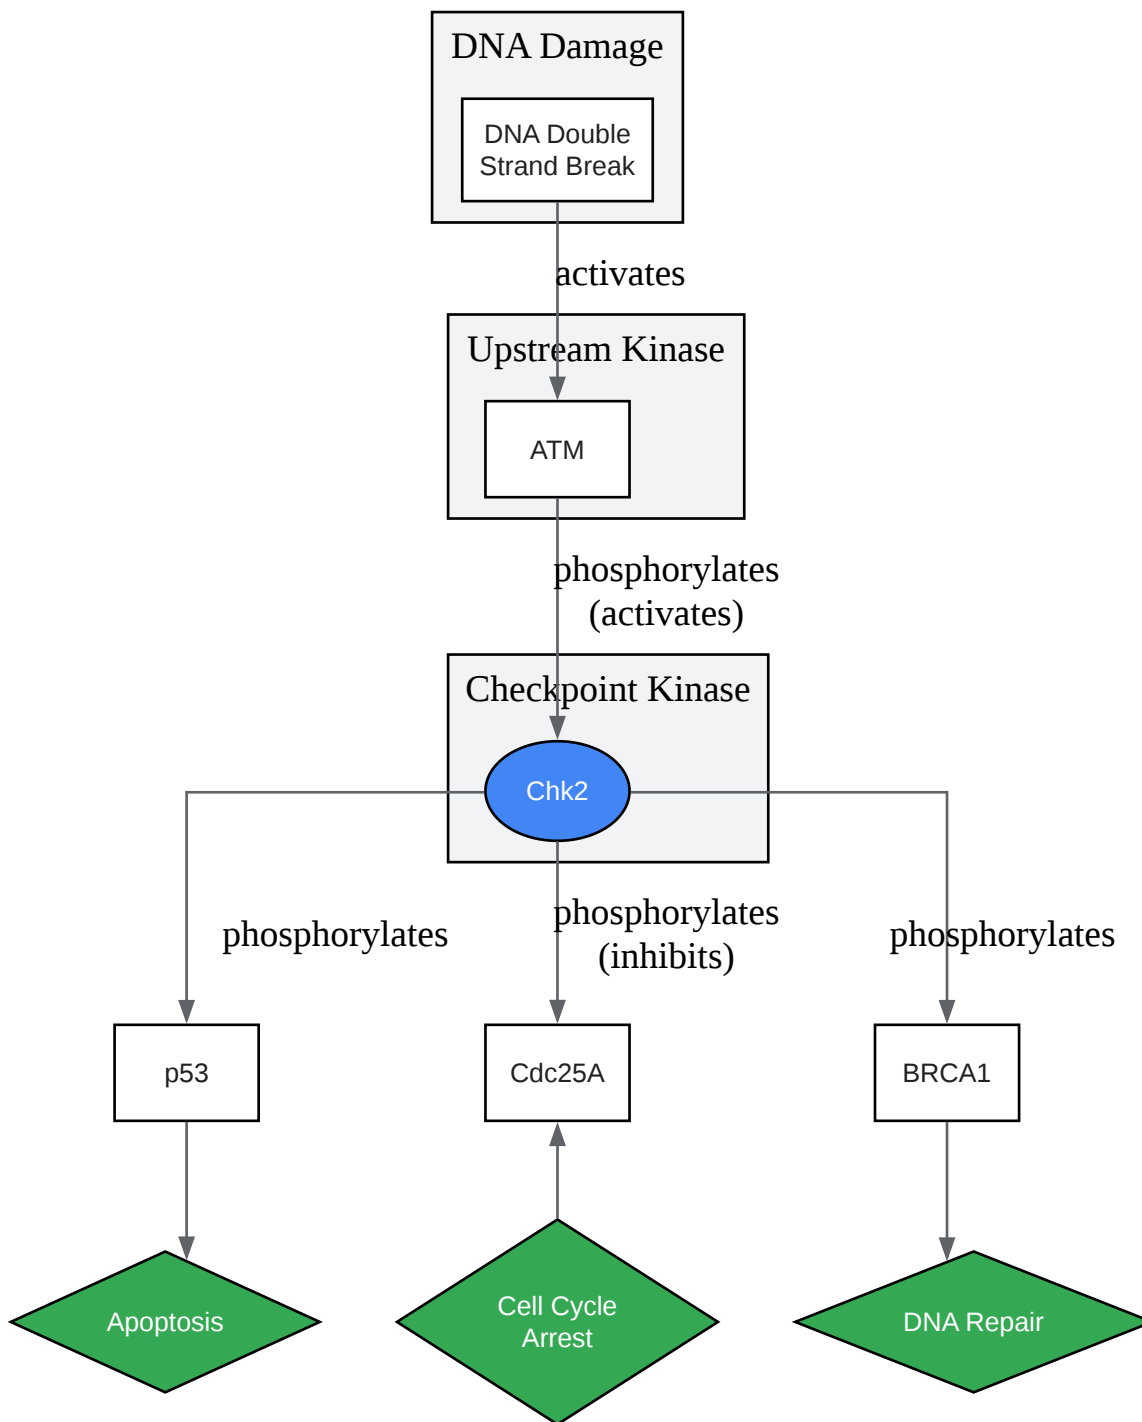 DNA Damage
DNA Double
Strand Break
activates
Upstream Kinase
ATM
phosphorylates
(activates)
Checkpoint Kinase
Chk2
phosphorylates
phosphorylates
(inhibits)
phosphorylates
p53
Cdc25A
BRCA1
Apoptosis
Cell Cycle
Arrest
DNA Repair